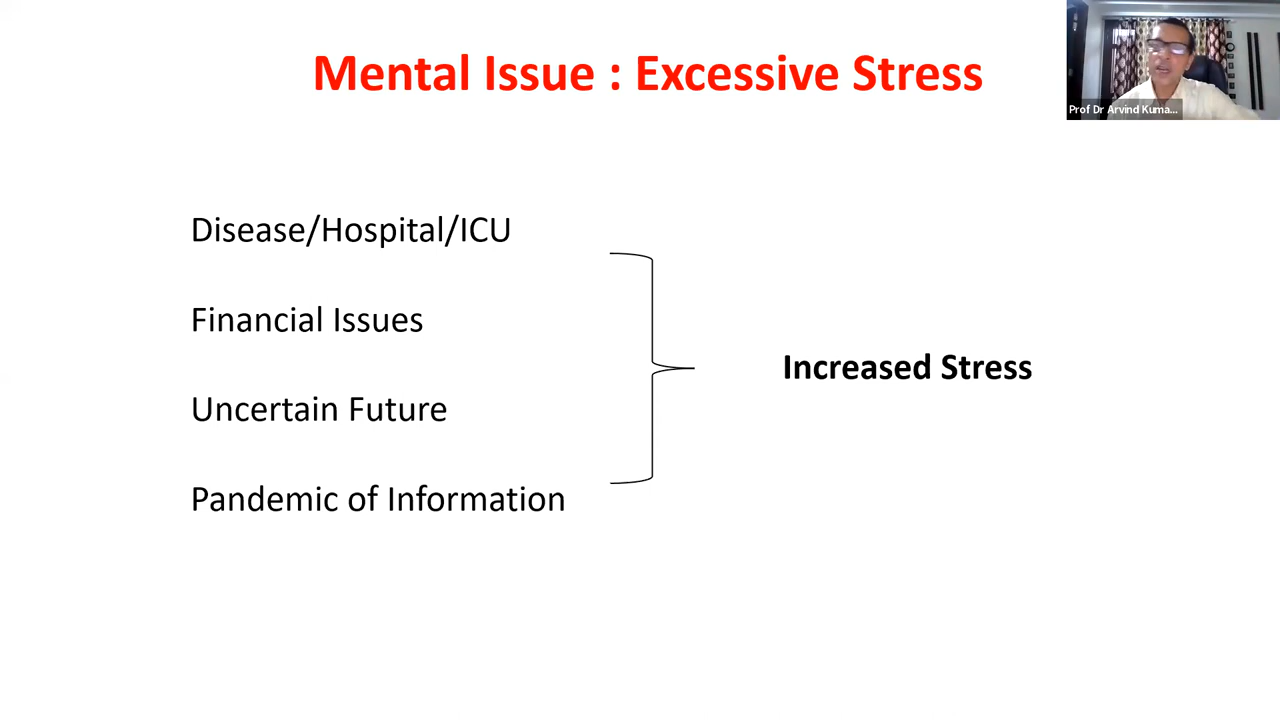 Mental Issue : Excessive Stress
Prof Dr Arvind Kuma...
Disease/Hospital/ICU
Financial Issues
Increased Stress
Uncertain Future
Pandemic of Information